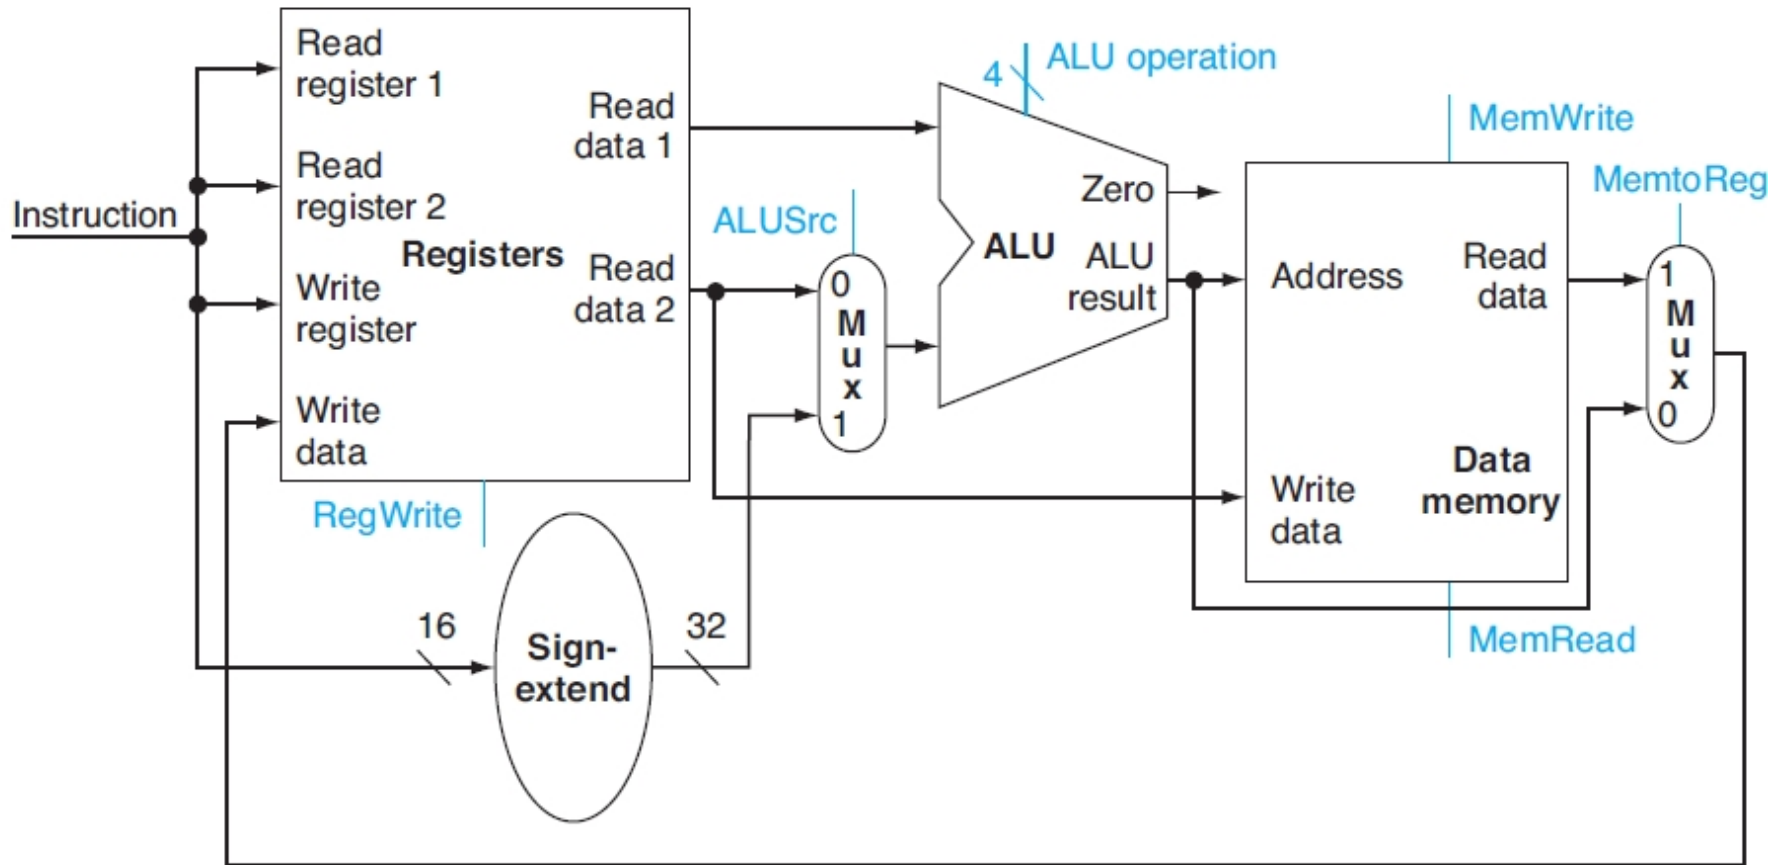 Instruction
Read
register 1
Read
register 2
Registers
Write
register
Write
data
Read
data 1
Read
data 2
RegWrite
16
Sign-
extend
32
ALUSrc
0
M
u
x
1
4
ALU operation
ALU
Zero
ALU
result
MemWrite
Address
Read
data
Write
data
Data
memory
MemRead
MemtoReg
1
M
u
x
0